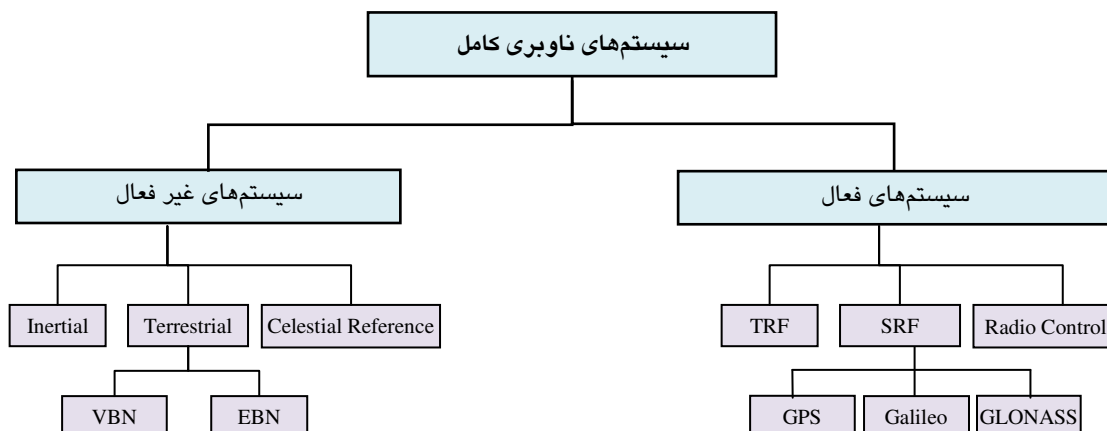 سیستم‌های ناوبری کامل
سیستم‌های غیر فعال
سیستم‌های فعال
Inertial
Terrestrial
Celestial Reference
TRF
SRF
Radio Control
VBN
EBN
GPS
Galileo
GLONASS